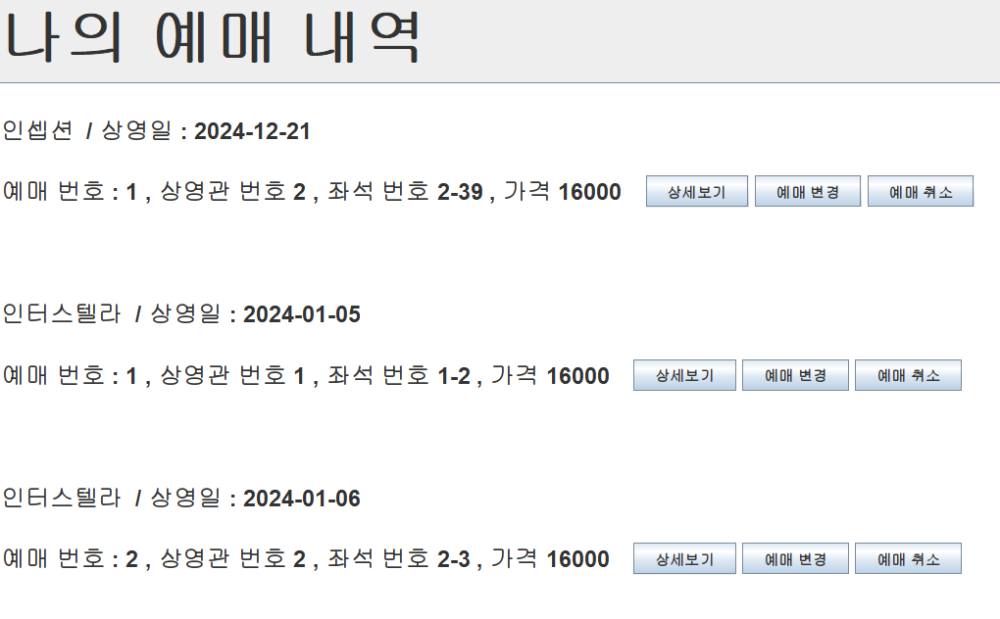 나의 예매 내역
인셉션 / 상영일 : 2024-12-21
예매 번호 : 1 , 상영관 번호 2 , 좌석 번호 2-39 , 가격 16000 상세보기 예매 변경 예매 취소
인터스텔라 / 상영일 : 2024-01-05
예매 번호 : 1 , 상영관 번호 1 , 좌석 번호 1-2 , 가격 16000 상세보기 예매 변경 예매 취소
인터스텔라 / 상영일 : 2024-01-06
예매 번호 : 2 , 상영관 번호 2 , 좌석 번호 2-3 , 가격 16000 상세보기 예매 변경 예매 취소